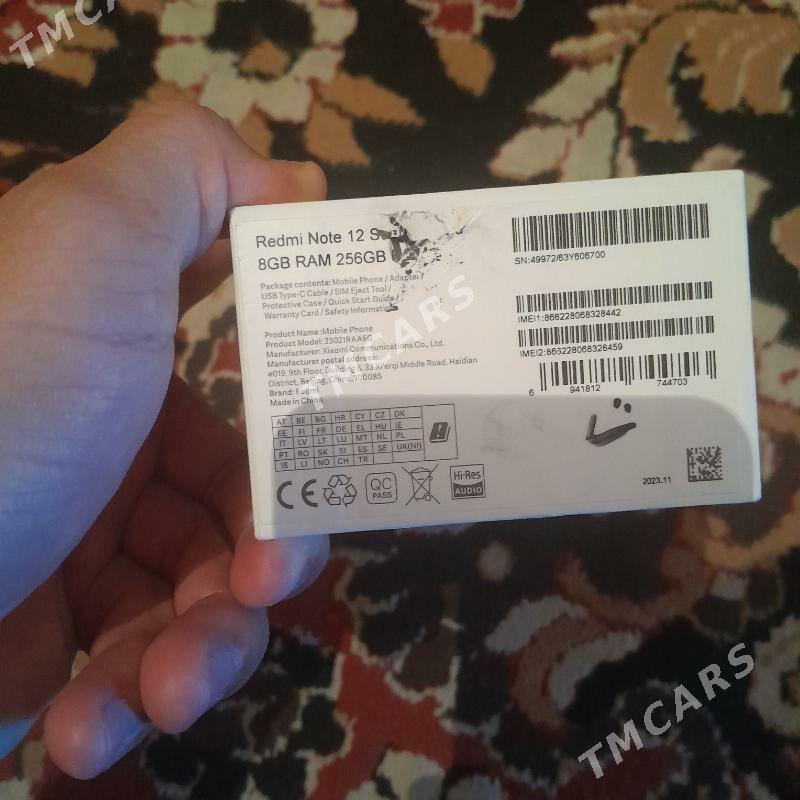 TMCARS
Redmi Note 12 S
8GB RAM 256GB
Package contents: Mobile Phone / Adapter /
USB Type-C Cable / SIM Eject Tool /
Protective Case / Quick Start Guide /
Warranty Card / Safety Information
Product Name: Mobile Phone
Product Model: 23021RAAEG
Manufacturer: Xiaomi Communications Co., Ltd.
Manufacturer postal address:
#019, 9th Floor, Building 6, 33 Xi'erqi Middle Road, Haidian
District, Beijing, China, 100085
Brand: Redmi
Made in China
SN:49972/63Y606700
IMEI1:866228068328442
IMEI2:866228068328459
6 941812 744703
AT BE BG HR CY CZ DK
EE FI FR DE EL HU IE
IT LV LT LU MT NL PL
PT RO SK SI ES SE UK(NI)
IS LI NO CH TR
CE
QC
PASS
Hi-Res
AUDIO
2023.11
TMCARS
TMCARS